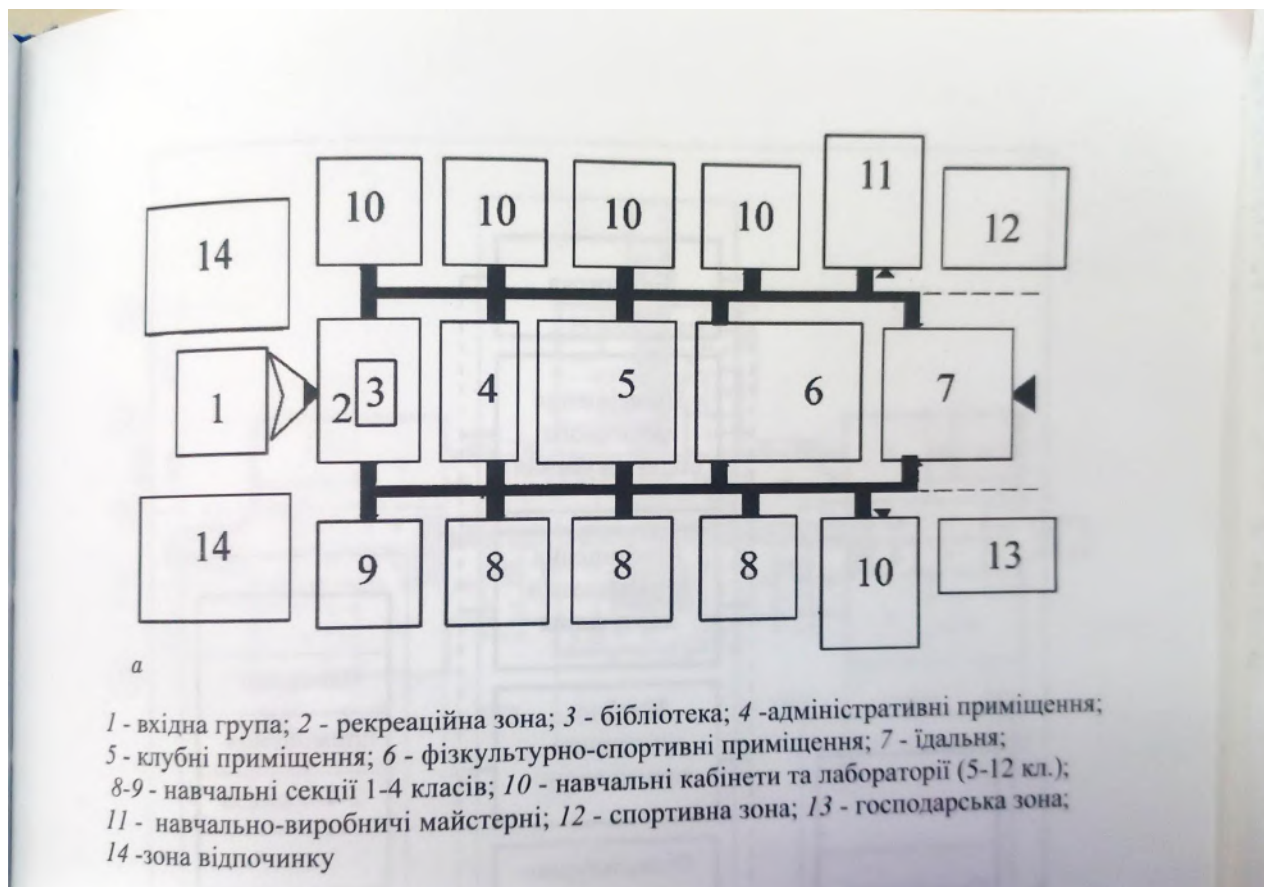 10 10 10 10 11
14 12
1 2 3 4 5 6 7
14 9 8 8 8 10 13
а
1 - вхідна група; 2 - рекреаційна зона; 3 - бібліотека; 4 -адміністративні приміщення;
5 - клубні приміщення; 6 - фізкультурно-спортивні приміщення; 7 - їдальня;
8-9 - навчальні секції 1-4 класів; 10 - навчальні кабінети та лабораторії (5-12 кл.);
11 - навчально-виробничі майстерні; 12 - спортивна зона; 13 - господарська зона;
14 -зона відпочинку